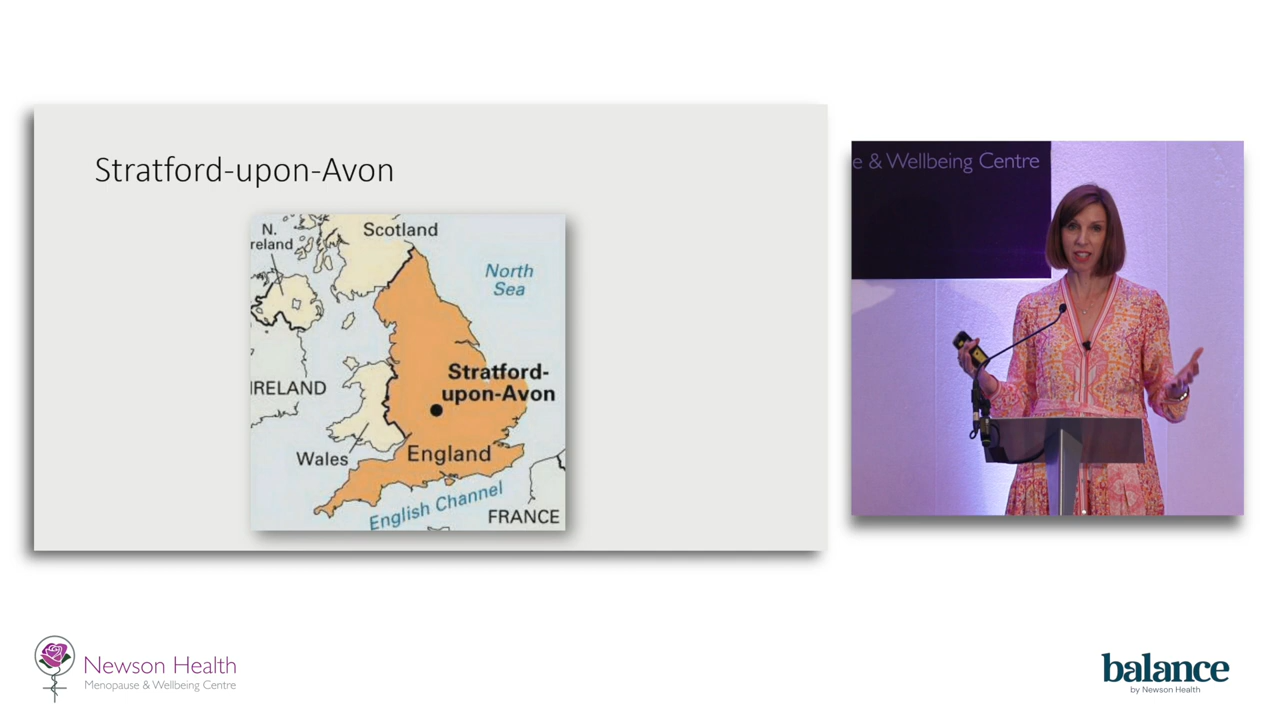 Stratford-upon-Avon
N.
reland
Scotland
North
Sea
Stratford-
upon-Avon
IRELAND
Wales
England
English Channel
FRANCE
e & Wellbeing Centre
Newson Health
Menopause & Wellbeing Centre
balance
by Newson Health